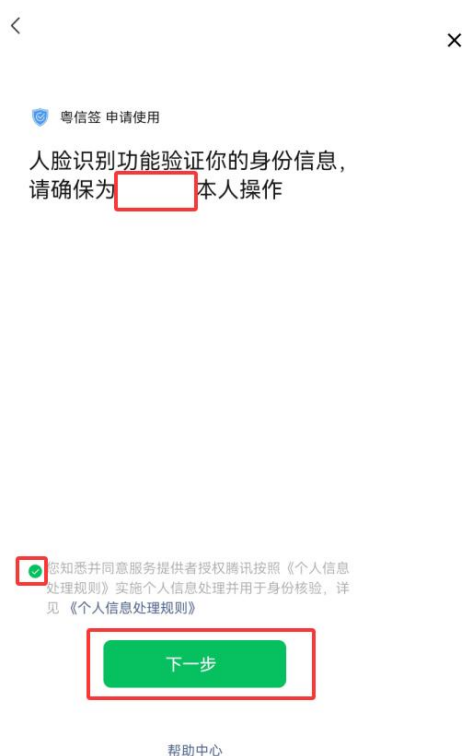 粤信签 申请使用
人脸识别功能验证你的身份信息，
请确保为 本人操作
您知悉并同意服务提供者授权腾讯按照《个人信息
处理规则》实施个人信息处理并用于身份核验，详
见《个人信息处理规则》
下一步
帮助中心